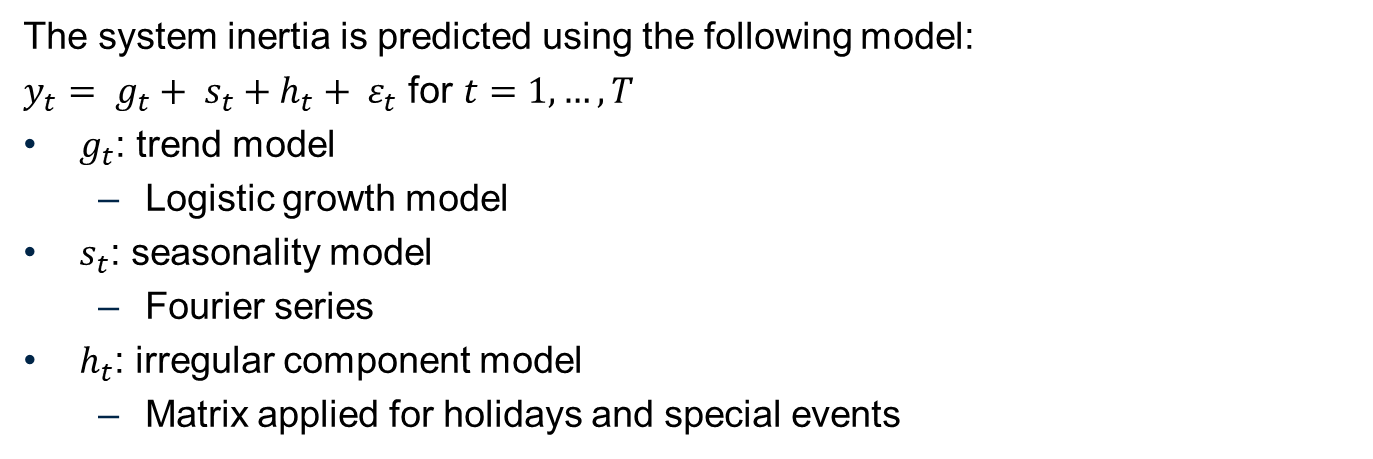 The system inertia is predicted using the following model:
𝑦𝑡 = 𝑔𝑡 + 𝑠𝑡 + ℎ𝑡 + 𝜀𝑡 for 𝑡 = 1, … , 𝑇
• 𝑔𝑡: trend model
– Logistic growth model
• 𝑠𝑡: seasonality model
– Fourier series
• ℎ𝑡: irregular component model
– Matrix applied for holidays and special events